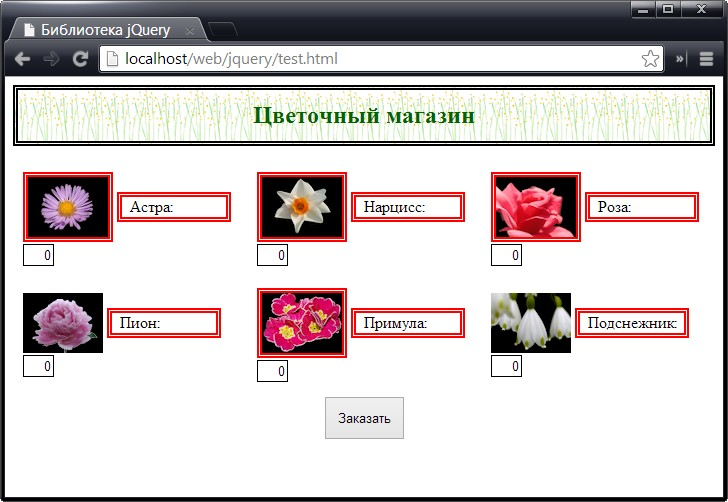 Библиотека jQuery
localhost/web/jquery/test.html
Цветочный магазин
Астра: Нарцисс: Роза:
0 0 0
Пион: Примула: Подснежник:
0 0 0
Заказать